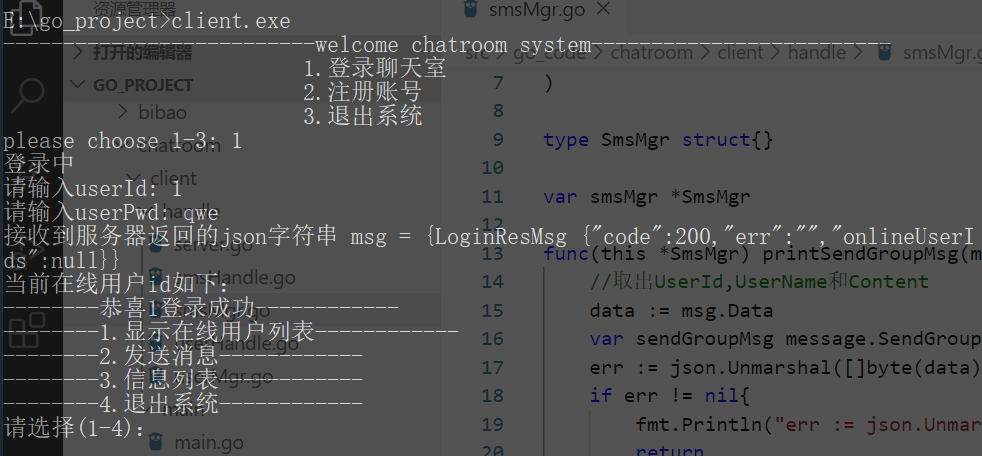 资源管理器
smsMgr.go ×
E:\go_project>client.exe
--------------------------welcome chatroom system-------------------------
打开的编辑器
src > go_code > chatroom > client > handle > smsMgr.go
1.登录聊天室
GO_PROJECT
2.注册账号
bibao
3.退出系统
please choose 1-3: 1
chatroom
登录中
client
请输入userId: 1
handle
请输入userPwd: qwe
接收到服务器返回的json字符串 msg = {LoginResMsg {"code":200,"err":"","onlineUserI
ds":null}}
server.go
smsHandle.go
当前在线用户id如下:
--------恭喜1登录成功------------
--------1.显示在线用户列表------------
--------2.发送消息------------
--------3.信息列表------------
--------4.退出系统------------
main
请选择(1-4):
main.go
7 )
8
9 type SmsMgr struct{}
10
11 var smsMgr *SmsMgr
12
13 func(this *SmsMgr) printSendGroupMsg(m
14 //取出UserId,UserName和Content
15 data := msg.Data
16 var sendGroupMsg message.SendGroup
17 err := json.Unmarshal([]byte(data)
18 if err != nil{
19 fmt.Println("err := json.Unmar
20 return